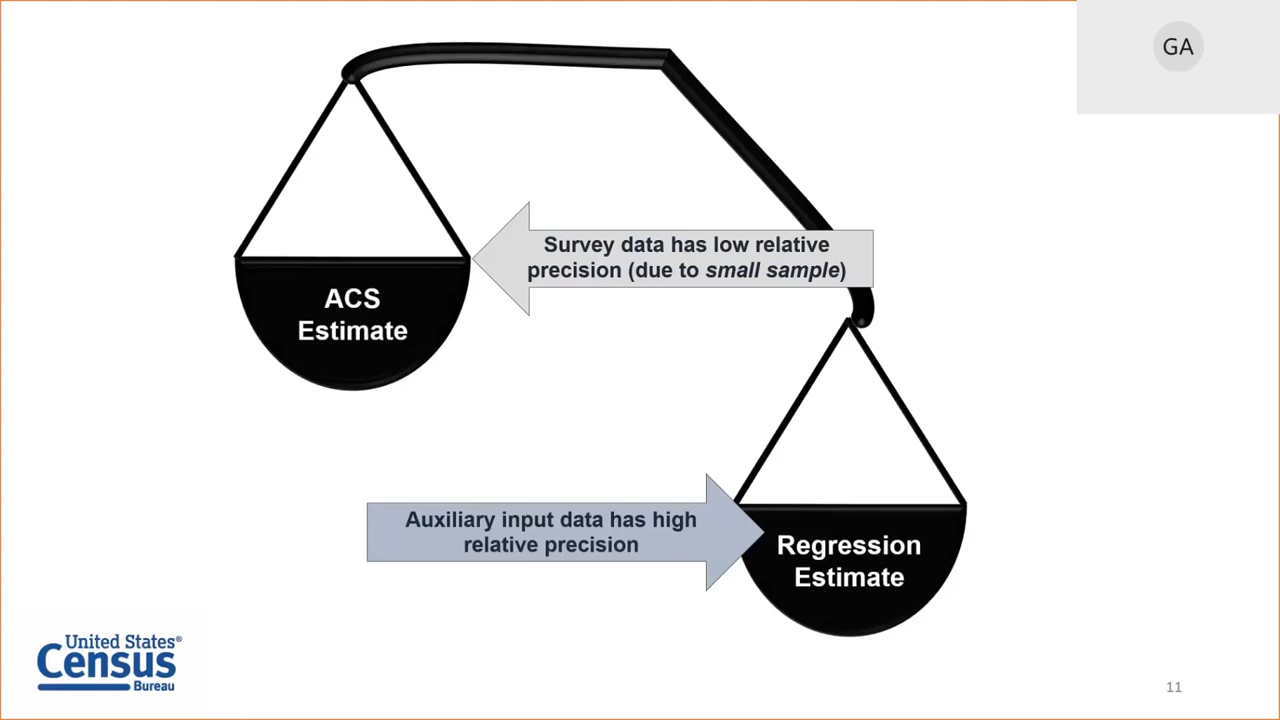 GA
Survey data has low relative
precision (due to small sample)
ACS
Estimate
Auxiliary input data has high
relative precision
Regression
Estimate
United States®
Census
Bureau
11